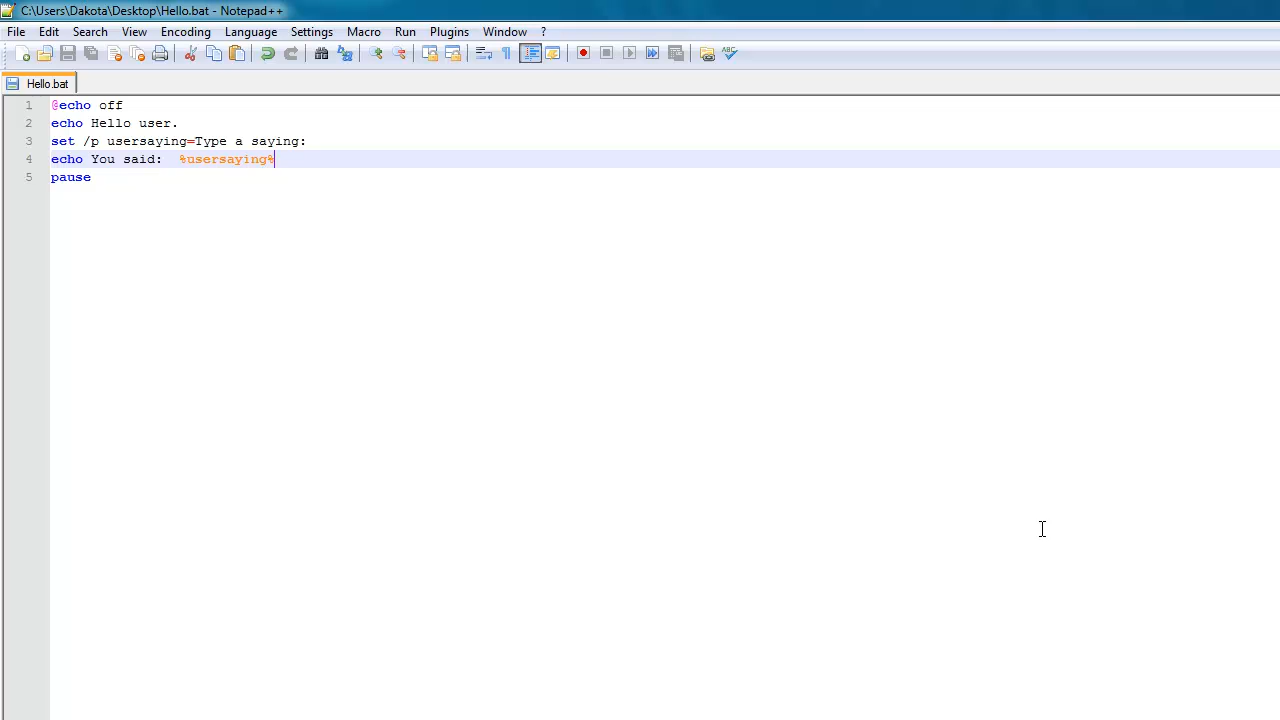 C:\Users\Dakota\Desktop\Hello.bat - Notepad++
File Edit Search View Encoding Language Settings Macro Run Plugins Window ?
Hello.bat
1 @echo off
2 echo Hello user.
3 set /p usersaying=Type a saying:
4 echo You said:  %usersaying%
5 pause